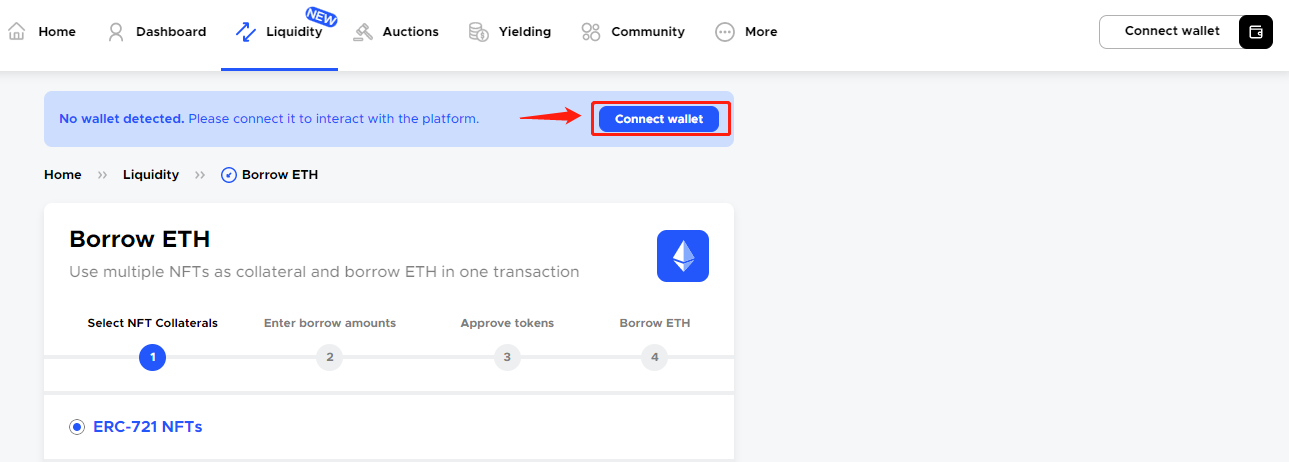 Home Dashboard Liquidity NEW Auctions Yielding Community More Connect wallet
No wallet detected. Please connect it to interact with the platform. Connect wallet
Home Liquidity Borrow ETH
Borrow ETH
Use multiple NFTs as collateral and borrow ETH in one transaction
Select NFT Collaterals Enter borrow amounts Approve tokens Borrow ETH
1 2 3 4
ERC-721 NFTs